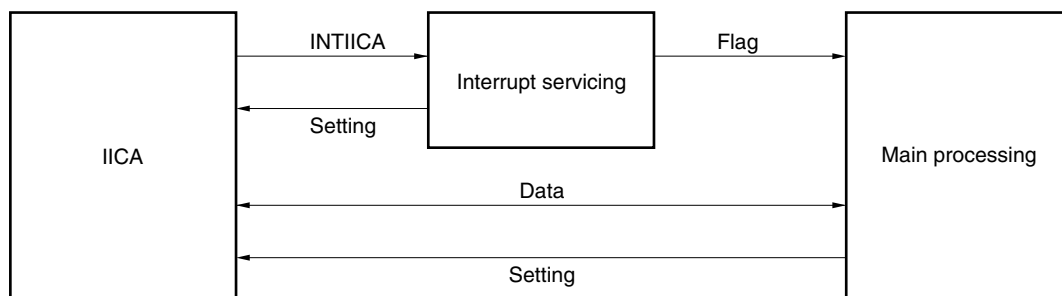 INTIICA
Flag
Interrupt servicing
Setting
IICA
Main processing
Data
Setting